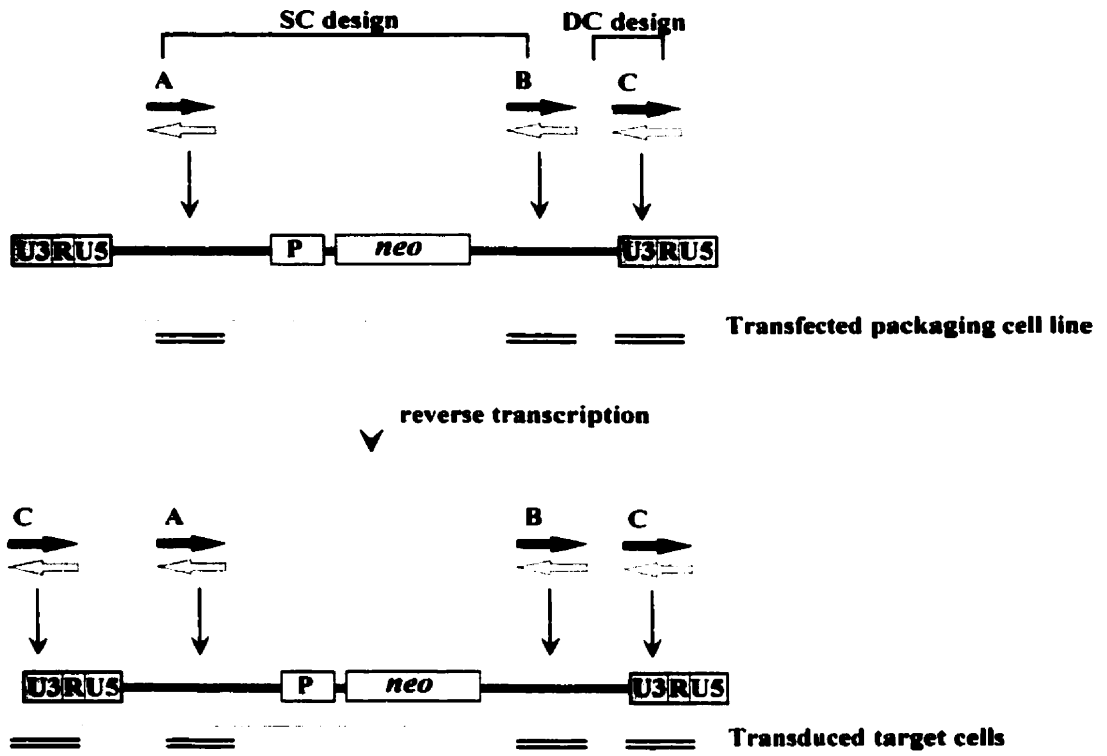 SC design
DC design
A
B
C
U3RU5
P
neo
U3RU5
Transfected packaging cell line
reverse transcription
C
A
B
C
U3RU5
P
neo
U3RU5
Transduced target cells